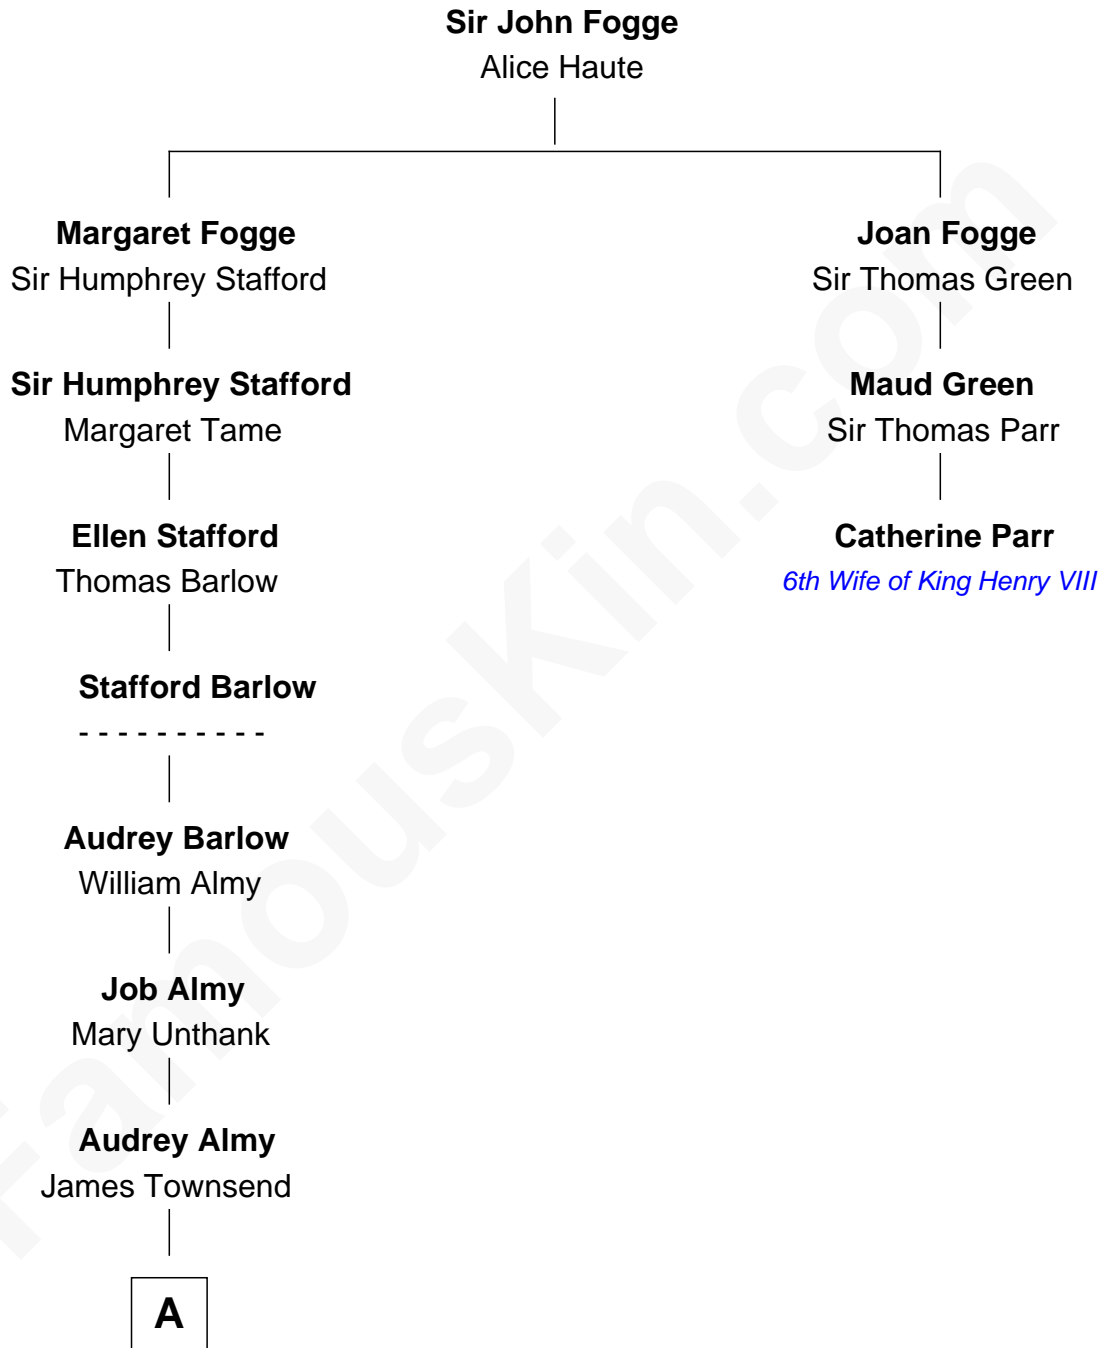 Sir John Fogge
Alice Haute
Margaret Fogge
Sir Humphrey Stafford
Joan Fogge
Sir Thomas Green
Sir Humphrey Stafford
Margaret Tame
Maud Green
Sir Thomas Parr
Ellen Stafford
Thomas Barlow
Catherine Parr
6th Wife of King Henry VIII
Stafford Barlow
- - - - - - - - - -
Audrey Barlow
William Almy
Job Almy
Mary Unthank
Audrey Almy
James Townsend
A
FamousKin.com